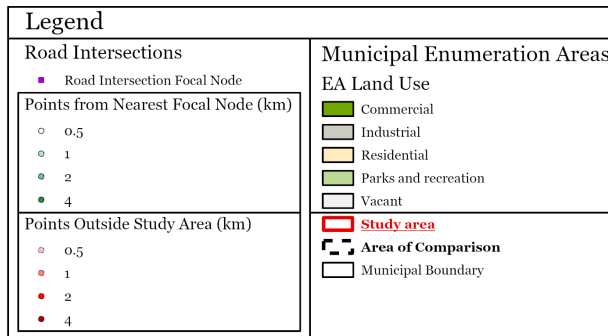 Legend
Road Intersections
Road Intersection Focal Node
Points from Nearest Focal Node (km)
0.5
1
2
4
Points Outside Study Area (km)
0.5
1
2
4
Municipal Enumeration Areas
EA Land Use
Commercial
Industrial
Residential
Parks and recreation
Vacant
Study area
Area of Comparison
Municipal Boundary